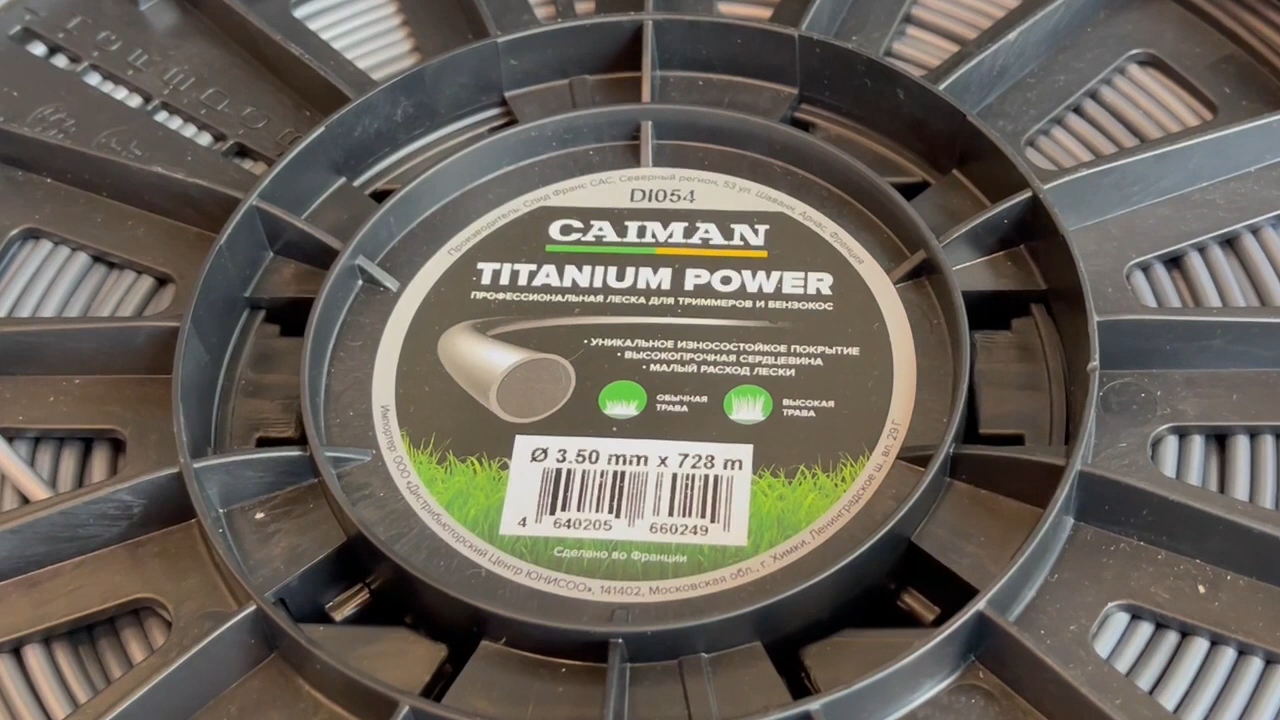 Производитель: Спид Франс САС, Северный регион, 53 ул. Шавани, Арнас, Франция
DI054
CAIMAN
TITANIUM POWER
ПРОФЕССИОНАЛЬНАЯ ЛЕСКА ДЛЯ ТРИММЕРОВ И БЕНЗОКОС
• УНИКАЛЬНОЕ ИЗНОСОСТОЙКОЕ ПОКРЫТИЕ
• ВЫСОКОПРОЧНАЯ СЕРДЦЕВИНА
• МАЛЫЙ РАСХОД ЛЕСКИ
ОБЫЧНАЯ
ТРАВА
ВЫСОКАЯ
ТРАВА
Ø 3.50 mm x 728 m
4 640205 660249
Сделано во Франции
Импортер: ООО «Дистрибьюторский Центр ЮНИСОО», 141402, Московская обл., г. Химки, Ленинградское ш., вл. 29 Г